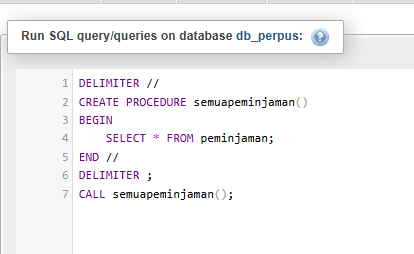 Run SQL query/queries on database db_perpus:
1 DELIMITER //
2 CREATE PROCEDURE semuapeminjaman()
3 BEGIN
4     SELECT * FROM peminjaman;
5 END //
6 DELIMITER ;
7 CALL semuapeminjaman();